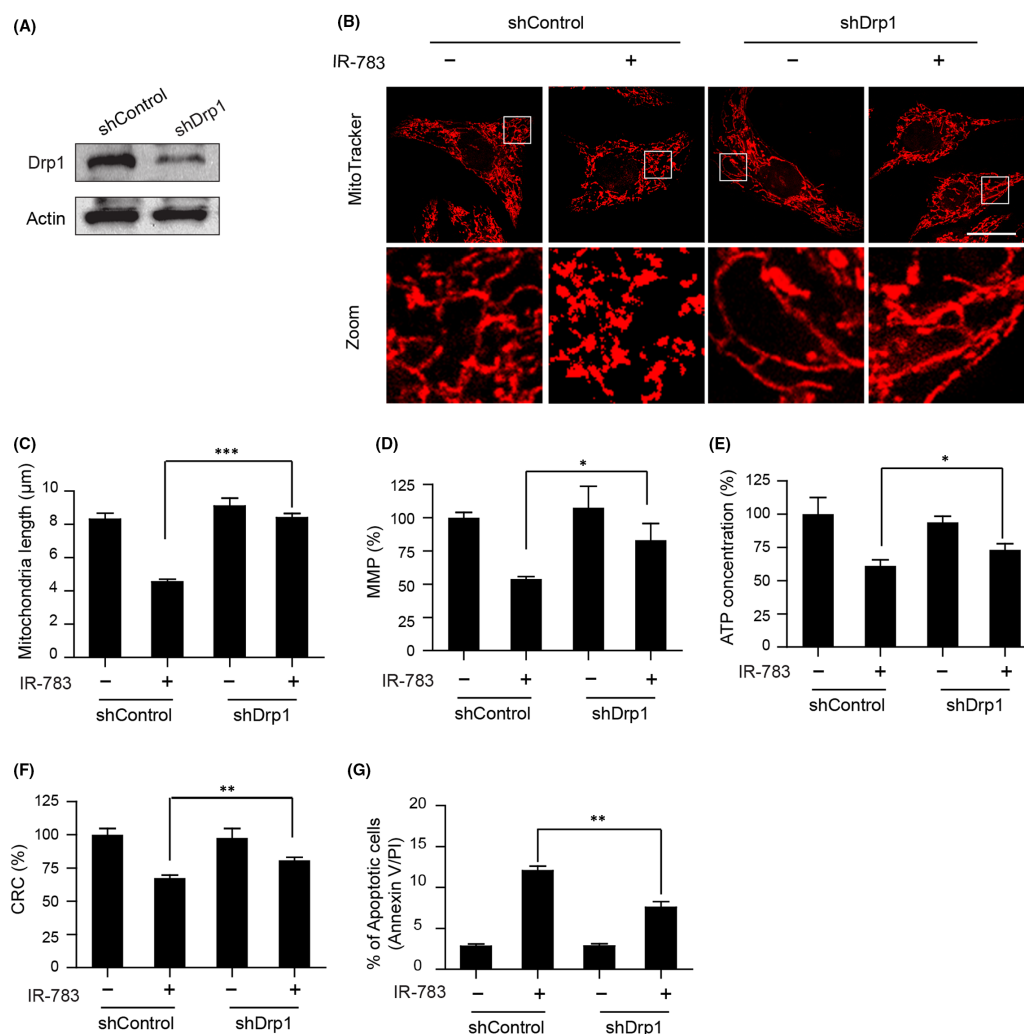 (A)
shControl
shDrp1
Drp1
Actin
(B)
shControl
shDrp1
IR-783
−
+
−
+
MitoTracker
Zoom
(C)
***
Mitochondria length (μm)
10
8
6
4
2
0
IR-783
−
+
−
+
shControl
shDrp1
(D)
*
MMP (%)
125
100
75
50
25
0
IR-783
−
+
−
+
shControl
shDrp1
(E)
*
ATP concentration (%)
125
100
75
50
25
0
IR-783
−
+
−
+
shControl
shDrp1
(F)
**
CRC (%)
125
100
75
50
25
0
IR-783
−
+
−
+
shControl
shDrp1
(G)
**
% of Apoptotic cells
(Annexin V/PI)
20
15
10
5
0
IR-783
−
+
−
+
shControl
shDrp1